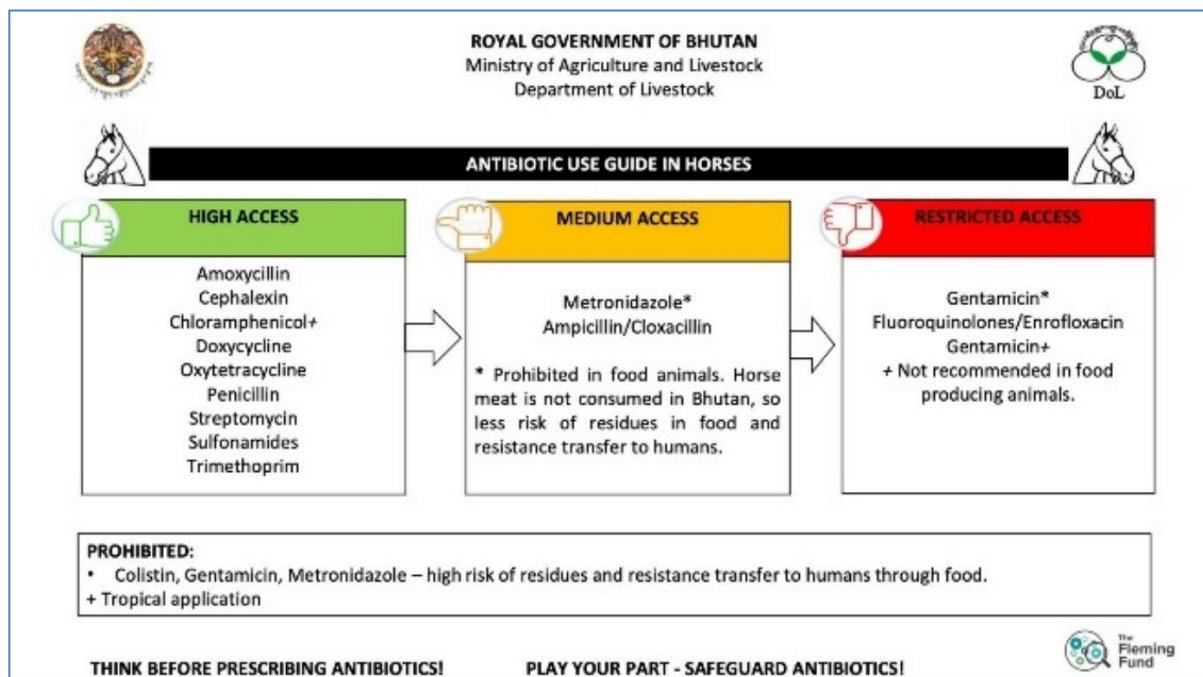 ROYAL GOVERNMENT OF BHUTAN
Ministry of Agriculture and Livestock
Department of Livestock
DoL
ANTIBIOTIC USE GUIDE IN HORSES
HIGH ACCESS
Amoxycillin
Cephalexin
Chloramphenicol+
Doxycycline
Oxytetracycline
Penicillin
Streptomycin
Sulfonamides
Trimethoprim
MEDIUM ACCESS
Metronidazole*
Ampicillin/Cloxacillin
* Prohibited in food animals. Horse
meat is not consumed in Bhutan, so
less risk of residues in food and
resistance transfer to humans.
RESTRICTED ACCESS
Gentamicin*
Fluoroquinolones/Enrofloxacin
Gentamicin+
+ Not recommended in food
producing animals.
PROHIBITED:
• Colistin, Gentamicin, Metronidazole – high risk of residues and resistance transfer to humans through food.
+ Tropical application
THINK BEFORE PRESCRIBING ANTIBIOTICS!
PLAY YOUR PART - SAFEGUARD ANTIBIOTICS!
The
Fleming
Fund